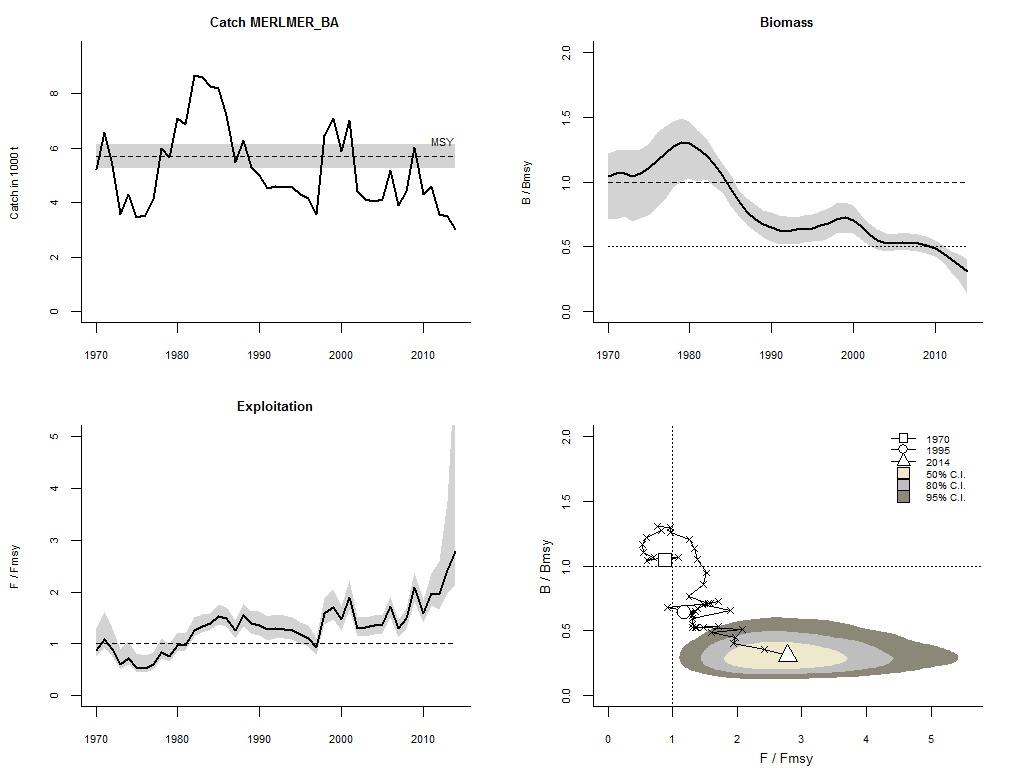 Catch MERLMER_BA
Catch in 1000 t
8
6
4
2
0
MSY
1970 1980 1990 2000 2010
Biomass
B / Bmsy
2.0
1.5
1.0
0.5
0.0
1970 1980 1990 2000 2010
Exploitation
F / Fmsy
5
4
3
2
1
0
1970 1980 1990 2000 2010
B / Bmsy
2.0
1.5
1.0
0.5
0.0
1970
1995
2014
50% C.I.
80% C.I.
95% C.I.
0 1 2 3 4 5
F / Fmsy